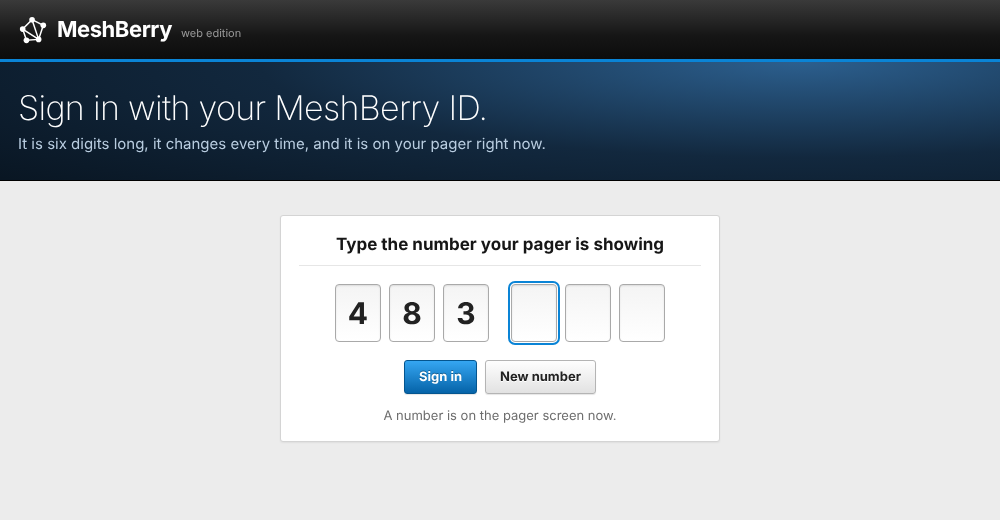 MeshBerry web edition
Sign in with your MeshBerry ID.
It is six digits long, it changes every time, and it is on your pager right now.
Type the number your pager is showing
4 8 3
Sign in New number
A number is on the pager screen now.